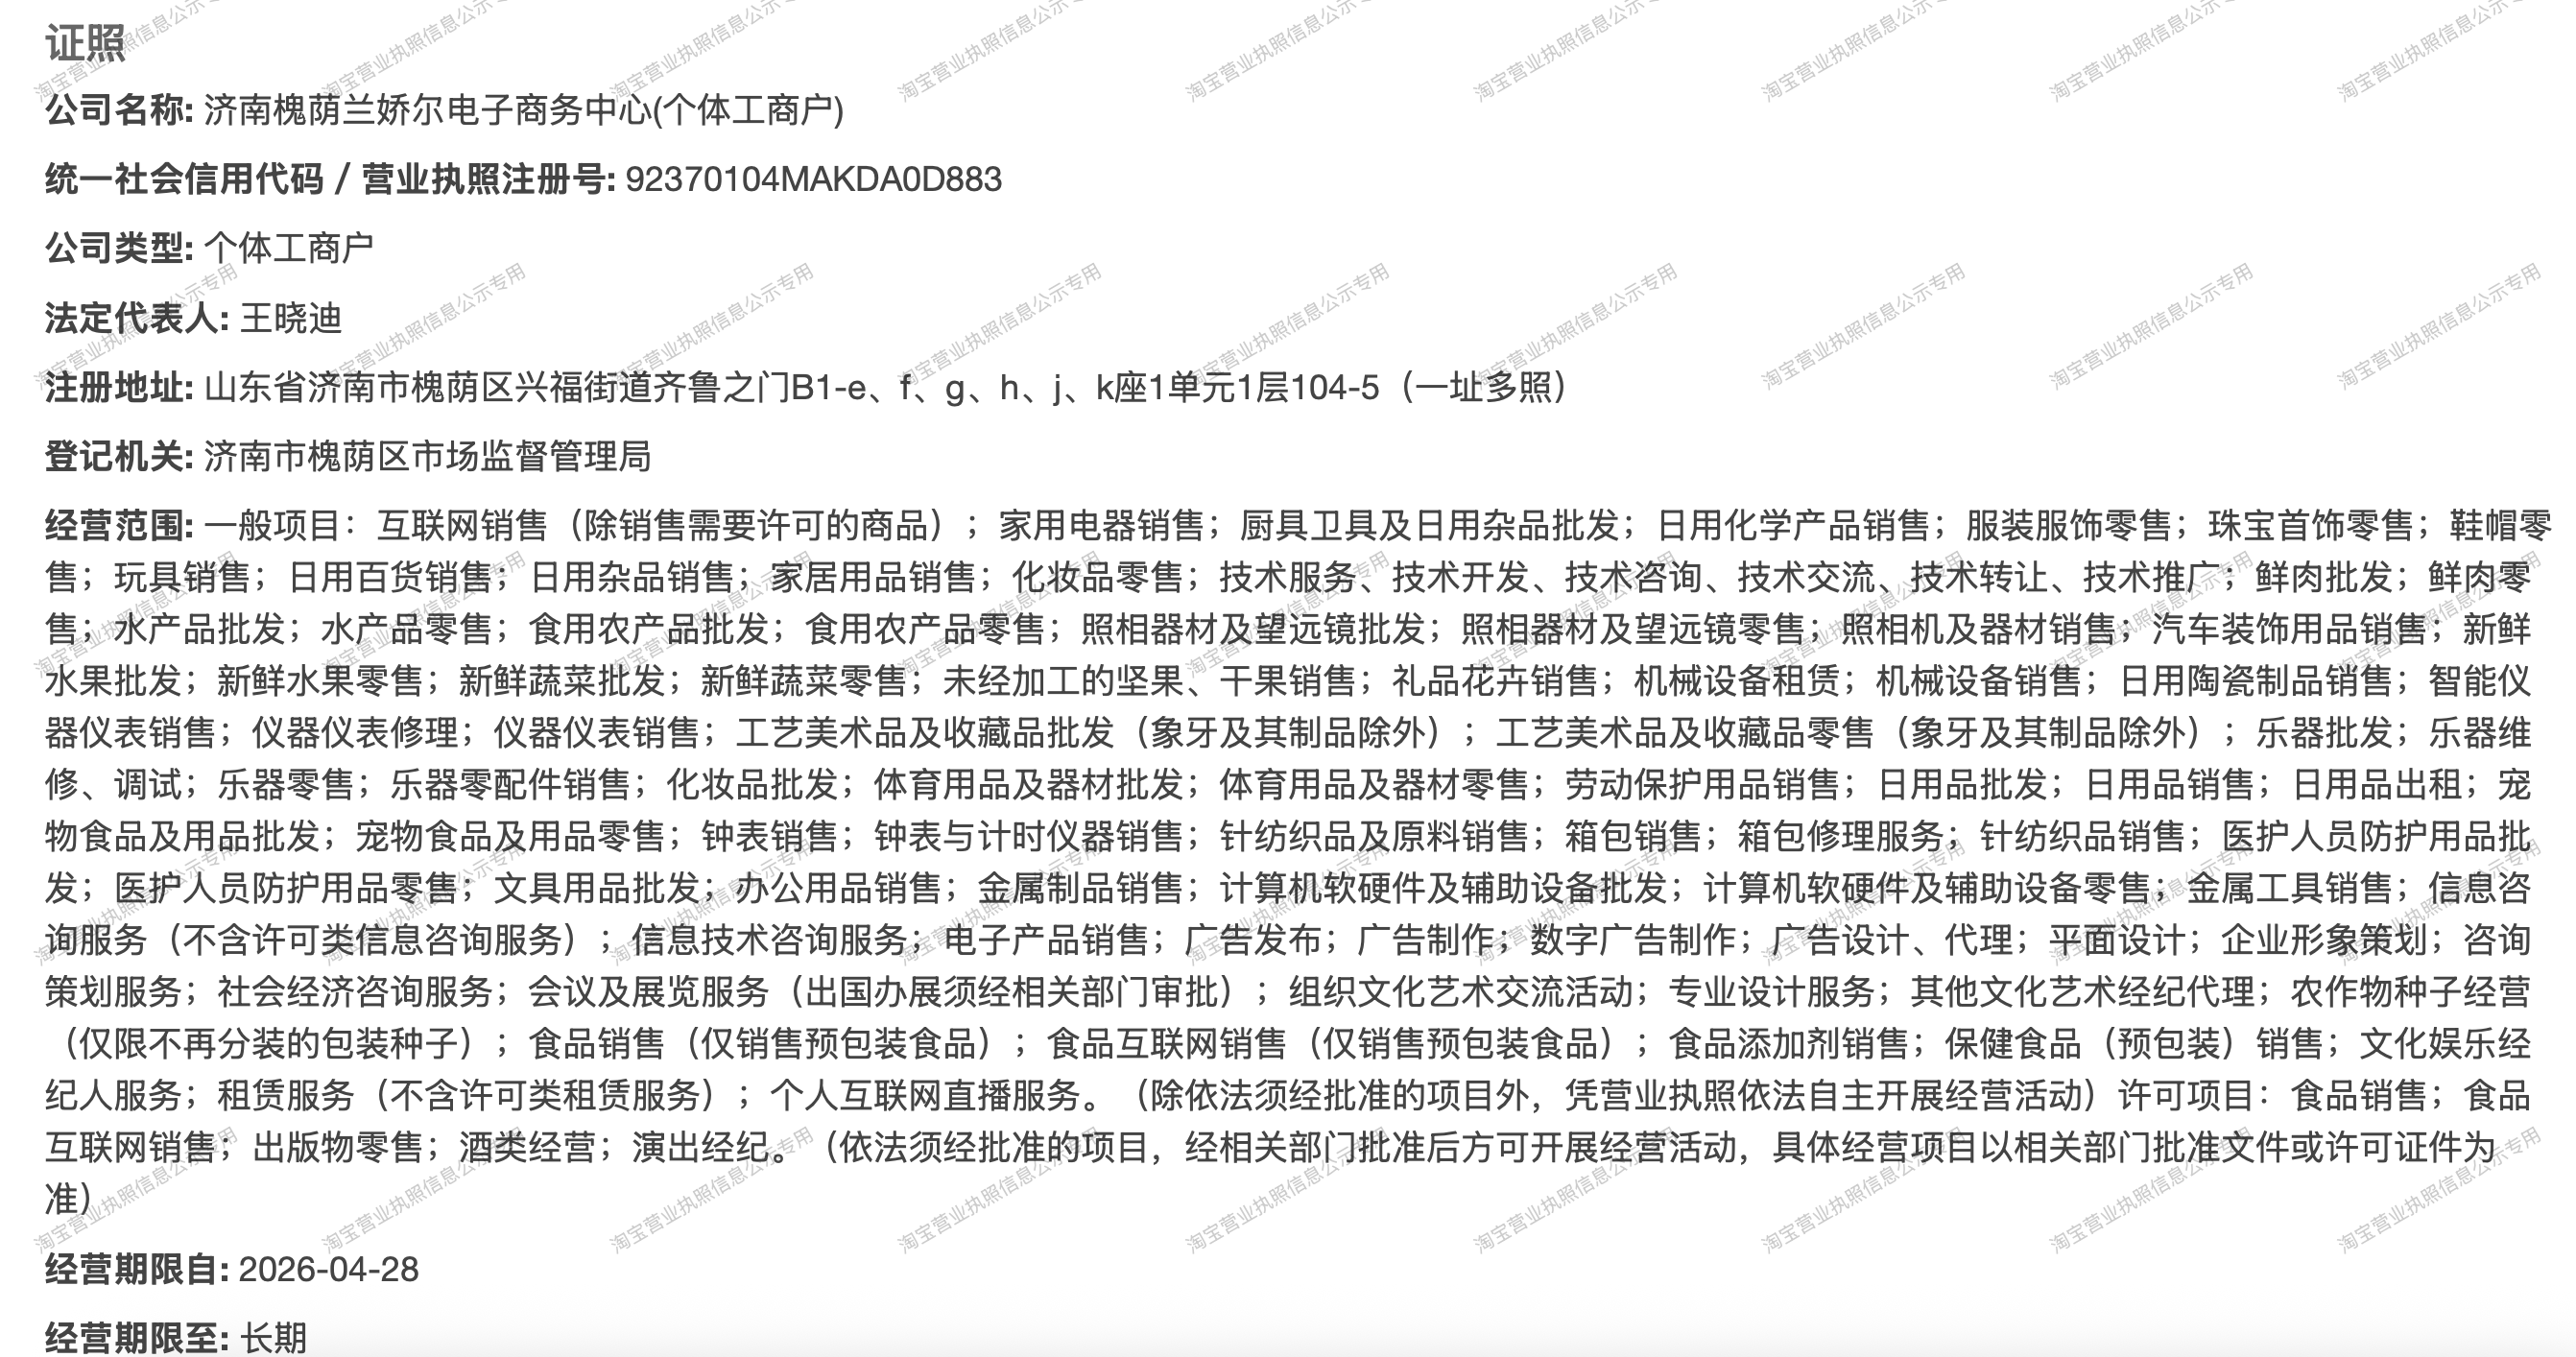 证照
公司名称: 济南槐荫兰娇尔电子商务中心(个体工商户)
统一社会信用代码 / 营业执照注册号: 92370104MAKDA0D883
公司类型: 个体工商户
法定代表人: 王晓迪
注册地址: 山东省济南市槐荫区兴福街道齐鲁之门B1-e、f、g、h、j、k座1单元1层104-5（一址多照）
登记机关: 济南市槐荫区市场监督管理局
经营范围: 一般项目：互联网销售（除销售需要许可的商品）；家用电器销售；厨具卫具及日用杂品批发；日用化学产品销售；服装服饰零售；珠宝首饰零售；鞋帽零
售；玩具销售；日用百货销售；日用杂品销售；家居用品销售；化妆品零售；技术服务、技术开发、技术咨询、技术交流、技术转让、技术推广；鲜肉批发；鲜肉零
售；水产品批发；水产品零售；食用农产品批发；食用农产品零售；照相器材及望远镜批发；照相器材及望远镜零售；照相机及器材销售；汽车装饰用品销售；新鲜
水果批发；新鲜水果零售；新鲜蔬菜批发；新鲜蔬菜零售；未经加工的坚果、干果销售；礼品花卉销售；机械设备租赁；机械设备销售；日用陶瓷制品销售；智能仪
器仪表销售；仪器仪表修理；仪器仪表销售；工艺美术品及收藏品批发（象牙及其制品除外）；工艺美术品及收藏品零售（象牙及其制品除外）；乐器批发；乐器维
修、调试；乐器零售；乐器零配件销售；化妆品批发；体育用品及器材批发；体育用品及器材零售；劳动保护用品销售；日用品批发；日用品销售；日用品出租；宠
物食品及用品批发；宠物食品及用品零售；钟表销售；钟表与计时仪器销售；针纺织品及原料销售；箱包销售；箱包修理服务；针纺织品销售；医护人员防护用品批
发；医护人员防护用品零售；文具用品批发；办公用品销售；金属制品销售；计算机软硬件及辅助设备批发；计算机软硬件及辅助设备零售；金属工具销售；信息咨
询服务（不含许可类信息咨询服务）；信息技术咨询服务；电子产品销售；广告发布；广告制作；数字广告制作；广告设计、代理；平面设计；企业形象策划；咨询
策划服务；社会经济咨询服务；会议及展览服务（出国办展须经相关部门审批）；组织文化艺术交流活动；专业设计服务；其他文化艺术经纪代理；农作物种子经营
（仅限不再分装的包装种子）；食品销售（仅销售预包装食品）；食品互联网销售（仅销售预包装食品）；食品添加剂销售；保健食品（预包装）销售；文化娱乐经
纪人服务；租赁服务（不含许可类租赁服务）；个人互联网直播服务。（除依法须经批准的项目外，凭营业执照依法自主开展经营活动）许可项目：食品销售；食品
互联网销售；出版物零售；酒类经营；演出经纪。（依法须经批准的项目，经相关部门批准后方可开展经营活动，具体经营项目以相关部门批准文件或许可证件为
准）
经营期限自: 2026-04-28
经营期限至: 长期
淘宝营业执照信息公示专用